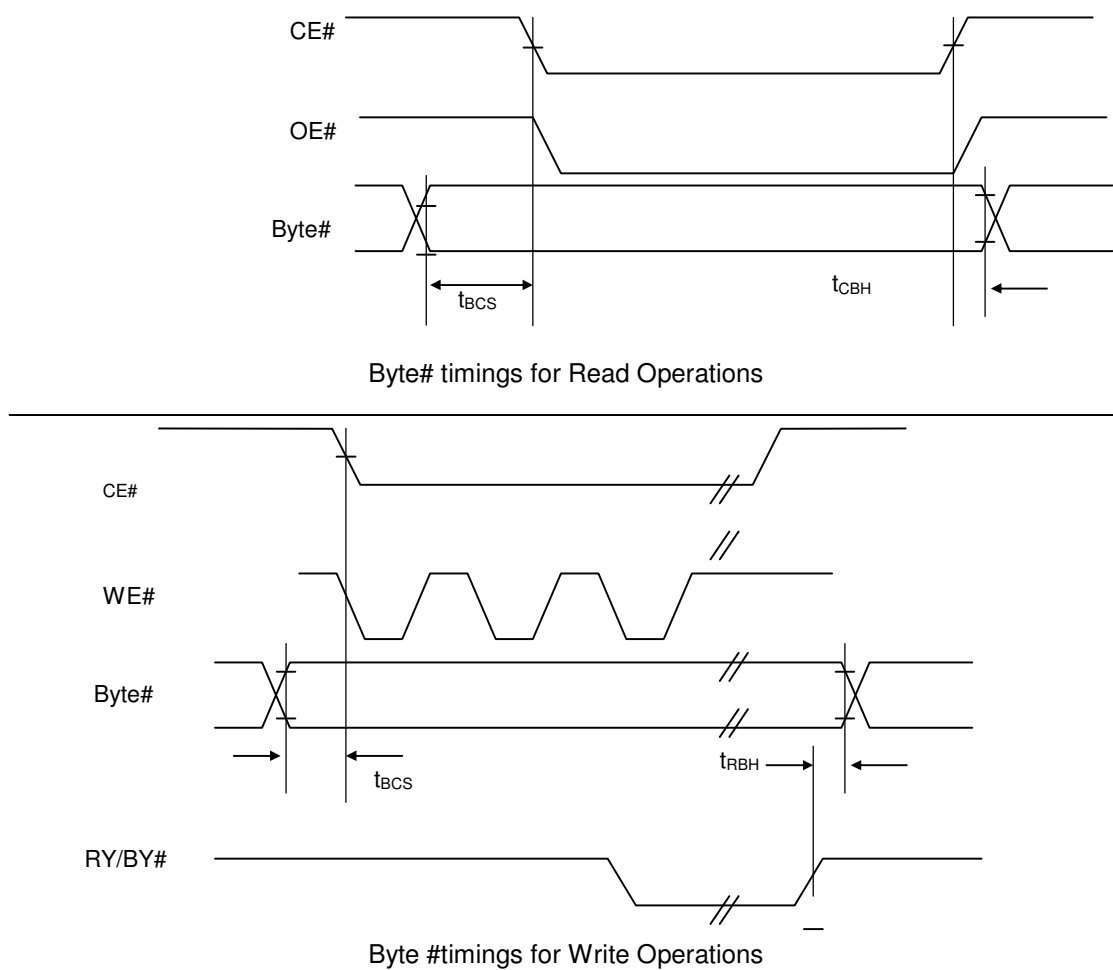 CE#
OE#
Byte#
tBCS
tCBH
Byte# timings for Read Operations
CE#
WE#
Byte#
tBCS
tRBH
RY/BY#
Byte #timings for Write Operations